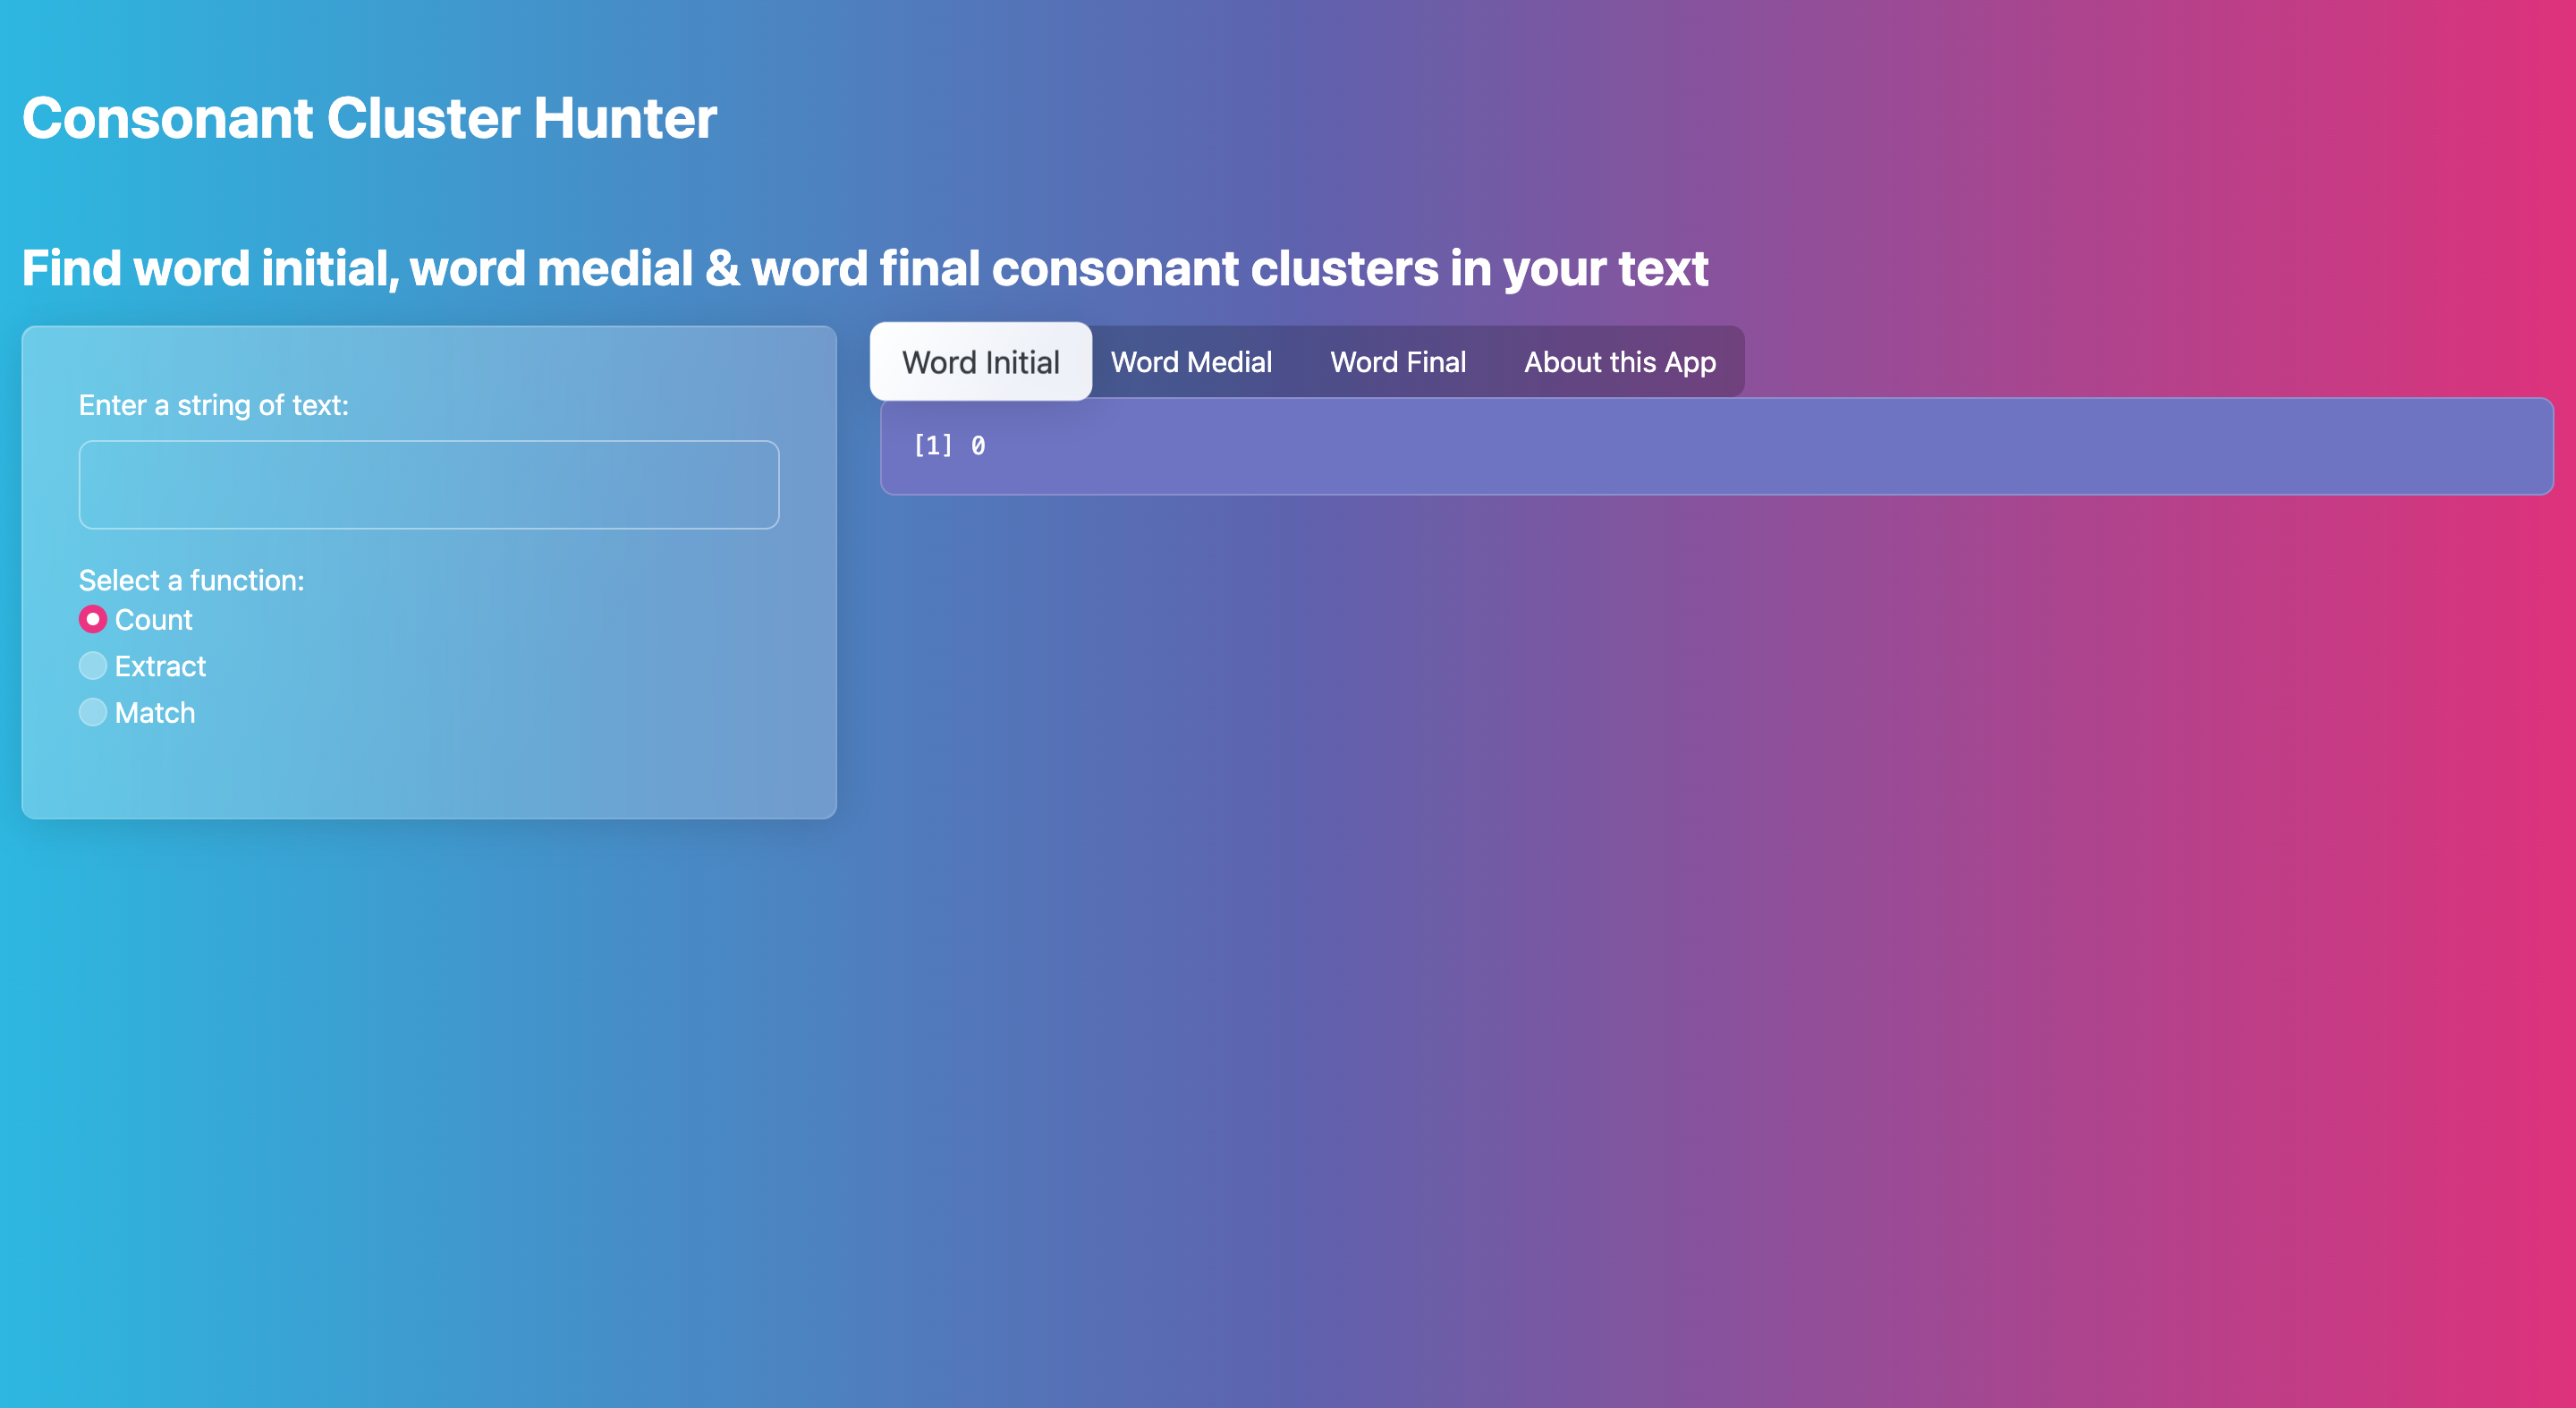 Consonant Cluster Hunter
Find word initial, word medial & word final consonant clusters in your text
Enter a string of text:
Select a function:
Count
Extract
Match
Word Initial Word Medial Word Final About this App
[1] 0